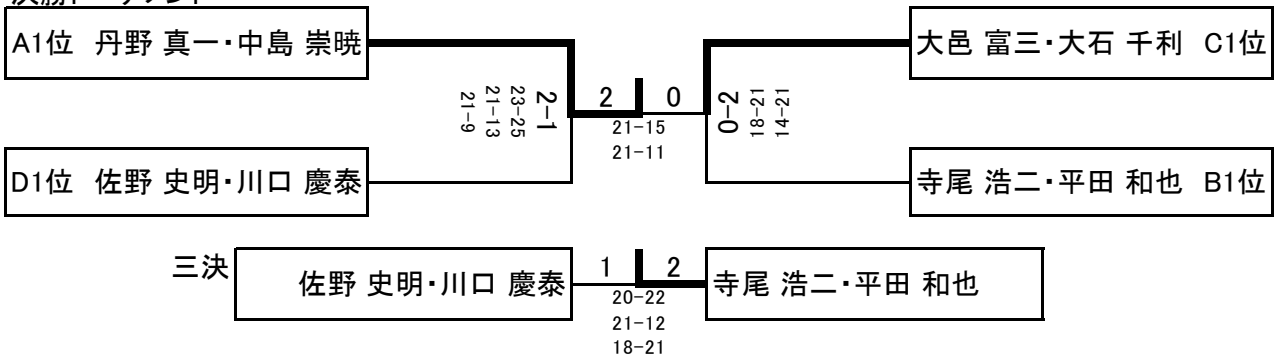 決勝トーナメント
A1位 丹野 真一・中島 崇暁
大邑 富三・大石 千利 C1位
2-1
23-25
21-13
21-9
2 0
21-15
21-11
0-2
18-21
14-21
D1位 佐野 史明・川口 慶泰
寺尾 浩二・平田 和也 B1位
三決
佐野 史明・川口 慶泰
1 2
20-22
21-12
18-21
寺尾 浩二・平田 和也